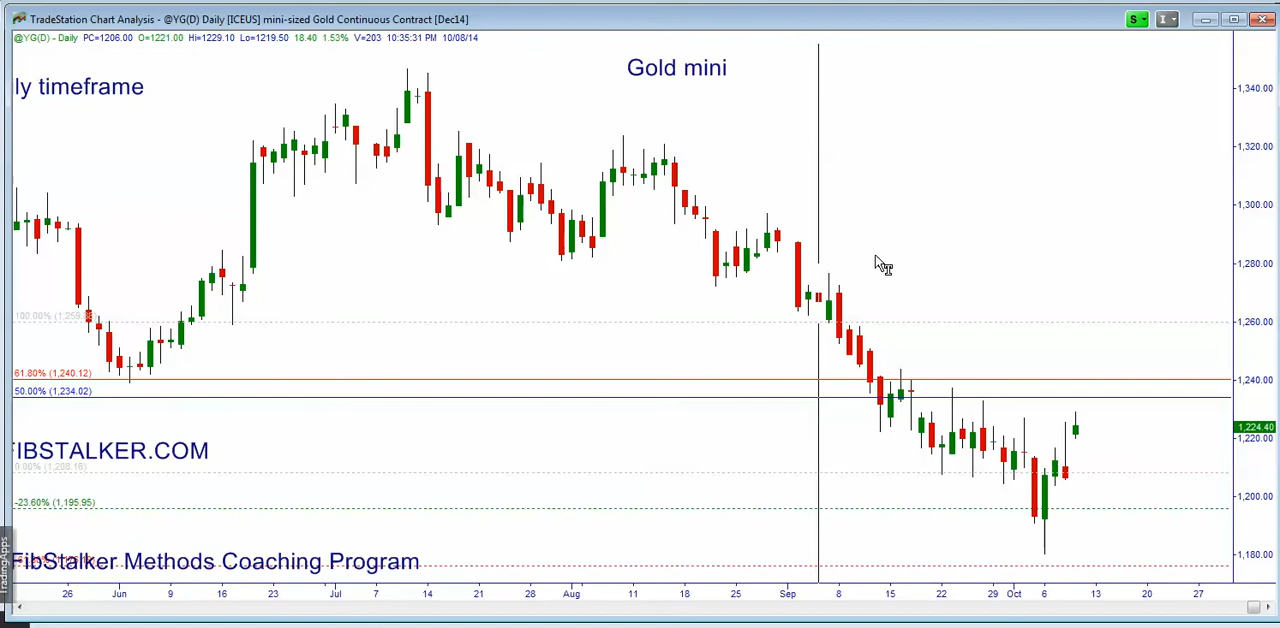 TradeStation Chart Analysis - @YG(D) Daily [ICEUS] mini-sized Gold Continuous Contract [Dec14]
S
I
@YG(D) - Daily PC=1206.00 O=1221.00 Hi=1229.10 Lo=1219.50 18.40 1.53% V=203 10:35:31 PM 10/08/14
Gold mini
ly timeframe
1,340.00
1,320.00
1,300.00
1,280.00
1,260.00
1,240.00
1,224.40
1,220.00
1,200.00
1,180.00
100.00%
61.80% (1,240.12)
50.00% (1,234.02)
FIBSTALKER.COM
0.00% (1,208.16)
-23.60% (1,195.95)
FibStalker Methods Coaching Program
TradingApps
26 Jun 9 16 23 Jul 7 14 21 28 Aug 11 18 25 Sep 8 15 22 29 Oct 6 13 20 27